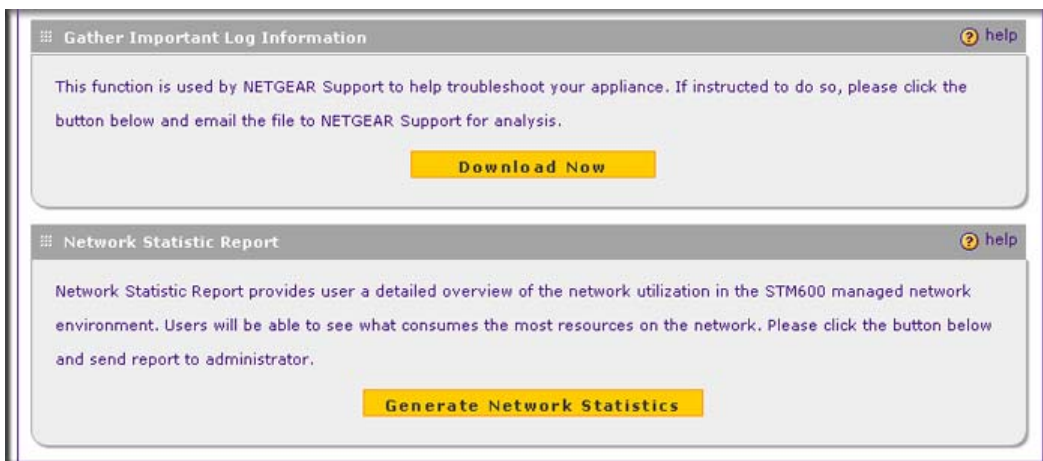 Gather Important Log Information
help
This function is used by NETGEAR Support to help troubleshoot your appliance. If instructed to do so, please click the
button below and email the file to NETGEAR Support for analysis.
Download Now
Network Statistic Report
help
Network Statistic Report provides user a detailed overview of the network utilization in the STM600 managed network
environment. Users will be able to see what consumes the most resources on the network. Please click the button below
and send report to administrator.
Generate Network Statistics